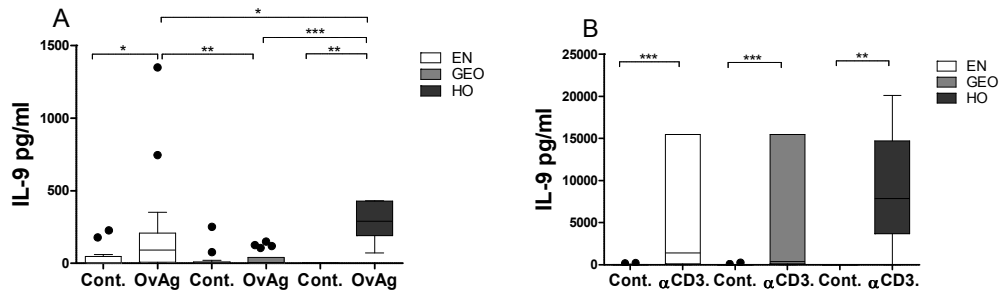 A
IL-9 pg/ml
1500
1000
500
0
* ** *** ** *
Cont. OvAg Cont. OvAg Cont. OvAg
EN
GEO
HO
B
IL-9 pg/ml
25000
20000
15000
10000
5000
0
*** *** **
Cont. αCD3. Cont. αCD3. Cont. αCD3.
EN
GEO
HO